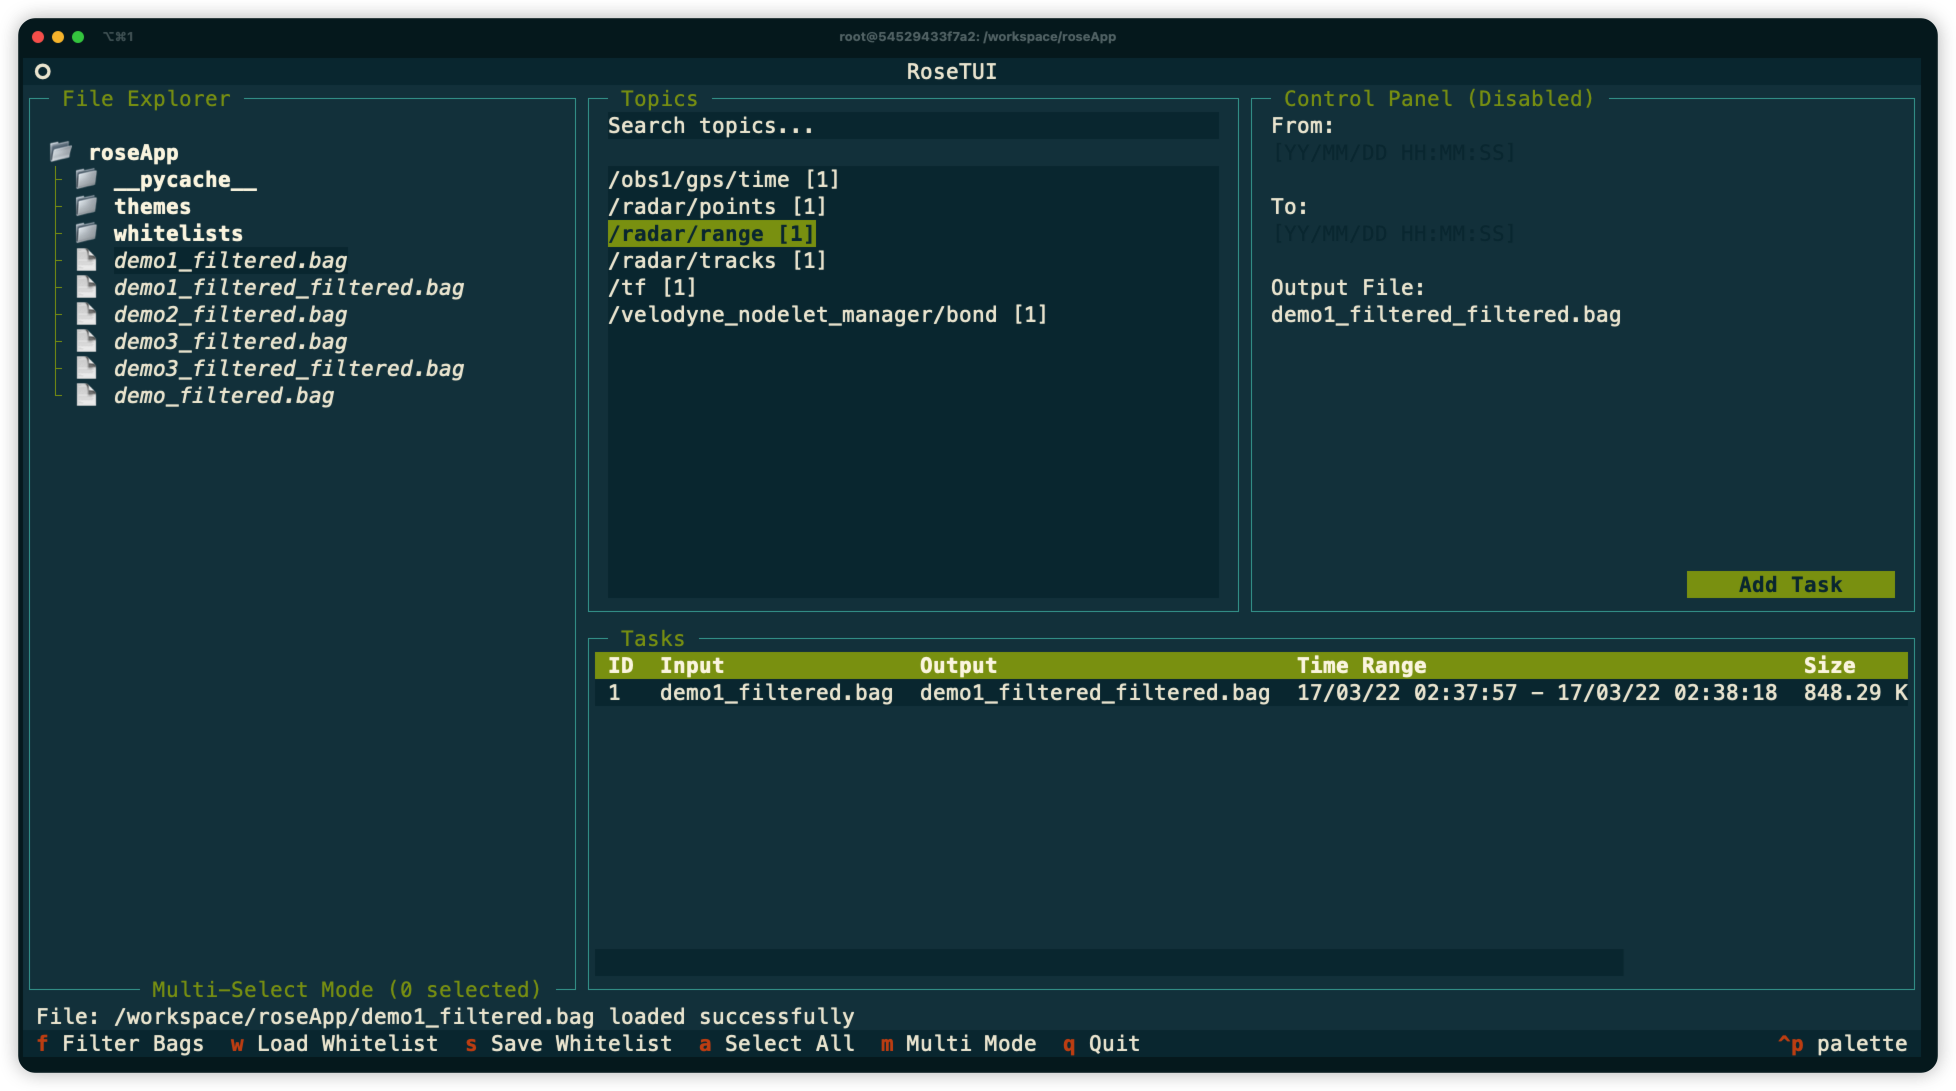 ⌥⌘1
root@54529433f7a2: /workspace/roseApp
RoseTUI
File Explorer
roseApp
__pycache__
themes
whitelists
demo1_filtered.bag
demo1_filtered_filtered.bag
demo2_filtered.bag
demo3_filtered.bag
demo3_filtered_filtered.bag
demo_filtered.bag
Multi-Select Mode (0 selected)
Topics
Search topics...
/obs1/gps/time [1]
/radar/points [1]
/radar/range [1]
/radar/tracks [1]
/tf [1]
/velodyne_nodelet_manager/bond [1]
Control Panel (Disabled)
From:
[YY/MM/DD HH:MM:SS]
To:
[YY/MM/DD HH:MM:SS]
Output File:
demo1_filtered_filtered.bag
Add Task
Tasks
ID Input Output Time Range Size
1 demo1_filtered.bag demo1_filtered_filtered.bag 17/03/22 02:37:57 - 17/03/22 02:38:18 848.29 K
File: /workspace/roseApp/demo1_filtered.bag loaded successfully
f Filter Bags w Load Whitelist s Save Whitelist a Select All m Multi Mode q Quit ^p palette